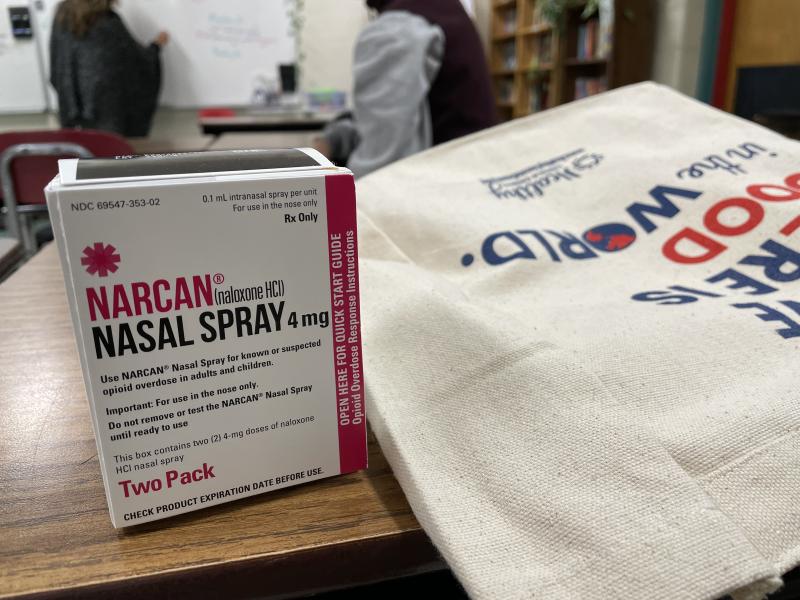 NDC 69547-353-02
0.1 mL intranasal spray per unit
For use in the nose only
Rx Only
NARCAN® (naloxone HCl)
NASAL SPRAY 4 mg
Use NARCAN® Nasal Spray for known or suspected
opioid overdose in adults and children.
Important: For use in the nose only.
Do not remove or test the NARCAN® Nasal Spray
until ready to use
This box contains two (2) 4-mg doses of naloxone
HCl nasal spray
Two Pack
CHECK PRODUCT EXPIRATION DATE BEFORE USE.
OPEN HERE FOR QUICK START GUIDE
Opioid Overdose Response Instructions
RE IS
OOD
in the
WORLD.
Healthy